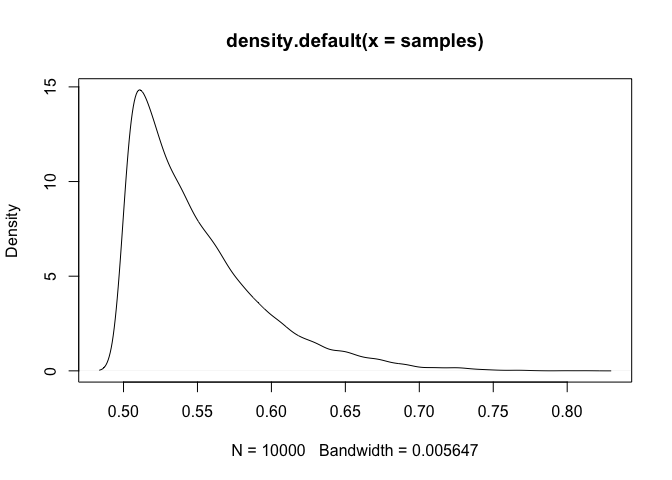 density.default(x = samples)
Density
15
10
5
0
0.50 0.55 0.60 0.65 0.70 0.75 0.80
N = 10000 Bandwidth = 0.005647